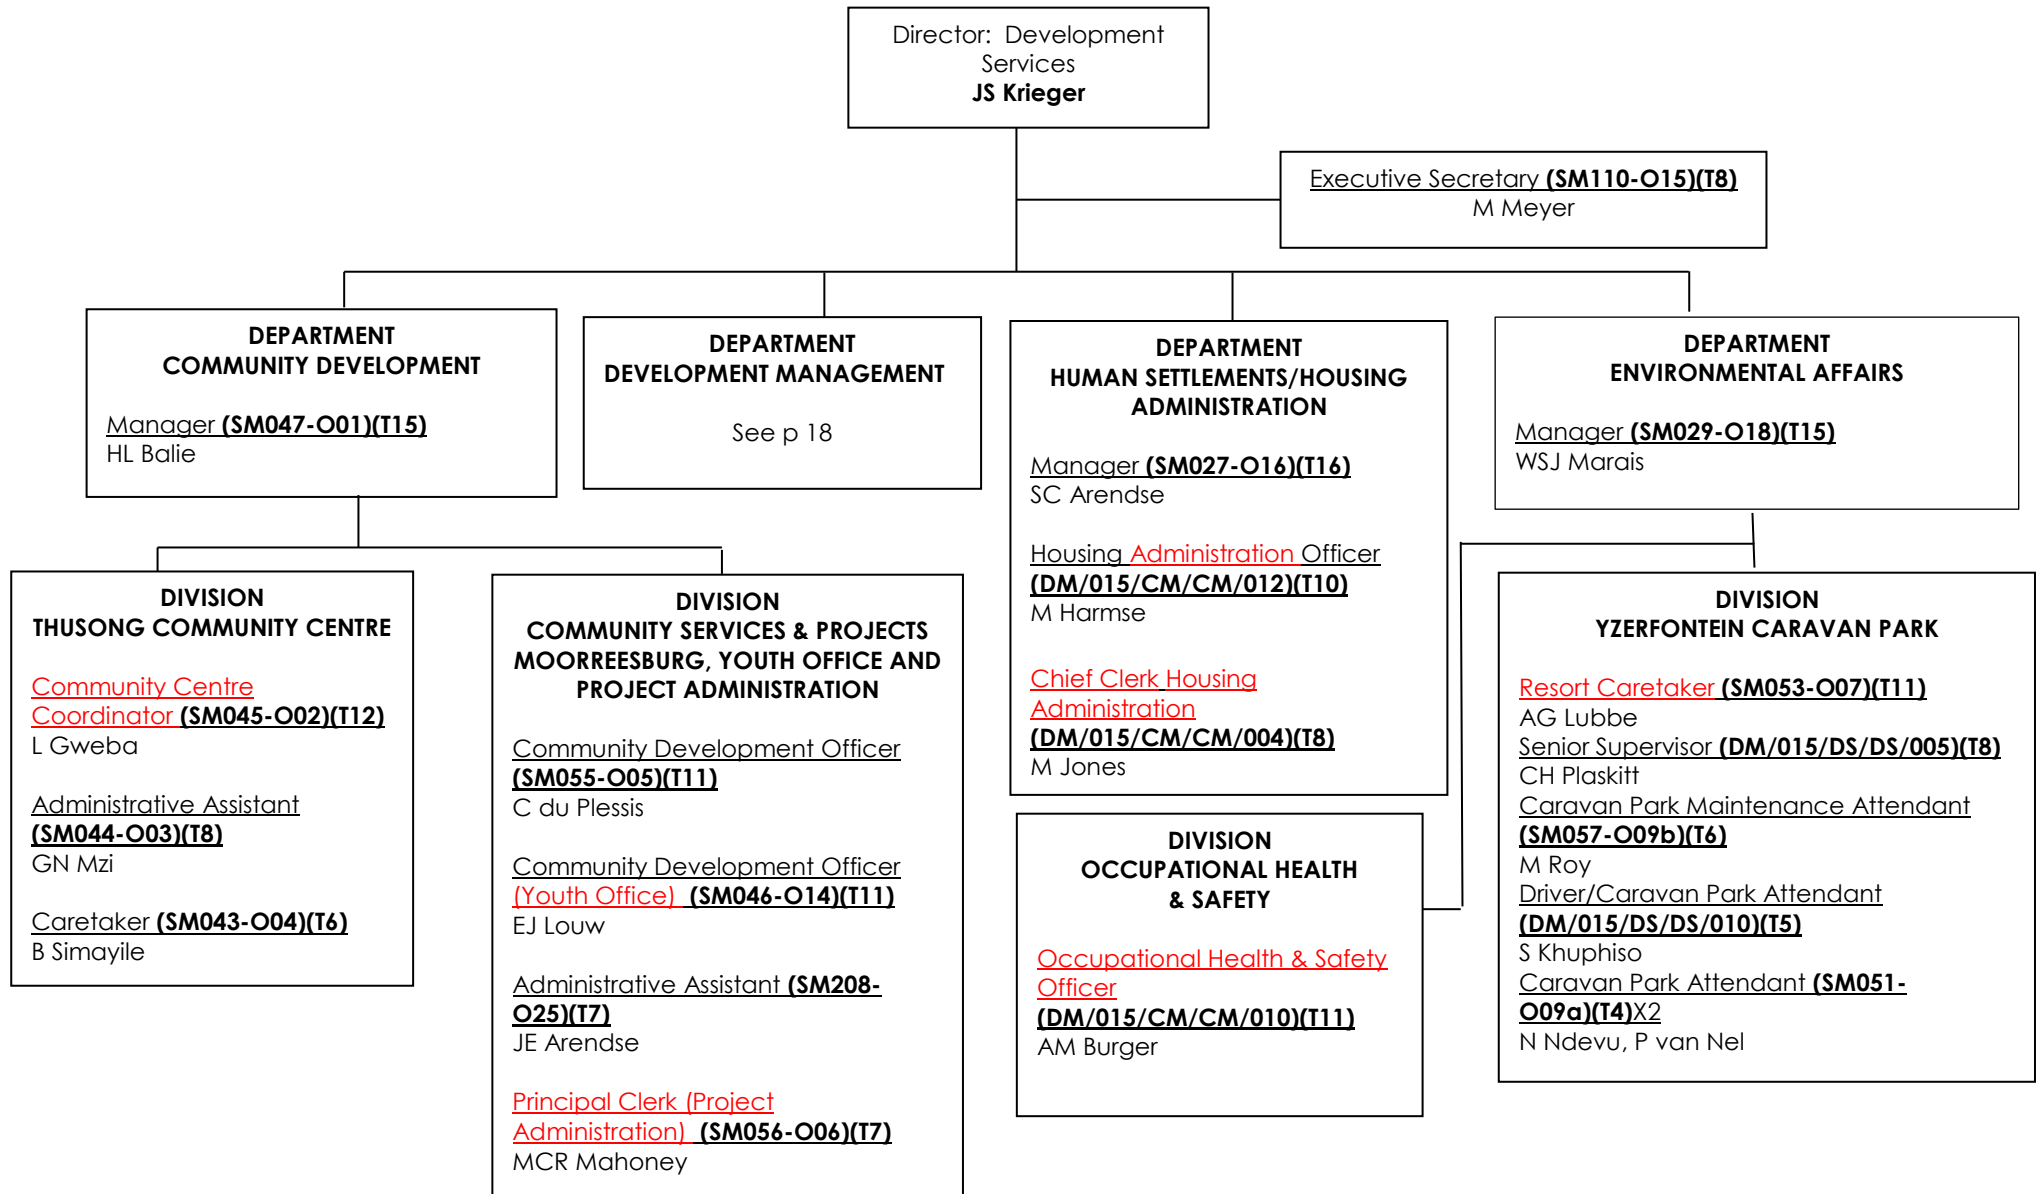 Director: Development
Services
JS Krieger
Executive Secretary (SM110-O15)(T8)
M Meyer
DEPARTMENT
COMMUNITY DEVELOPMENT
Manager (SM047-O01)(T15)
HL Balie
DEPARTMENT
DEVELOPMENT MANAGEMENT
See p 18
DEPARTMENT
HUMAN SETTLEMENTS/HOUSING
ADMINISTRATION
Manager (SM027-O16)(T16)
SC Arendse
Housing Administration Officer
(DM/015/CM/CM/012)(T10)
M Harmse
Chief Clerk Housing
Administration
(DM/015/CM/CM/004)(T8)
M Jones
DEPARTMENT
ENVIRONMENTAL AFFAIRS
Manager (SM029-O18)(T15)
WSJ Marais
DIVISION
THUSONG COMMUNITY CENTRE
Community Centre
Coordinator (SM045-O02)(T12)
L Gweba
Administrative Assistant
(SM044-O03)(T8)
GN Mzi
Caretaker (SM043-O04)(T6)
B Simayile
DIVISION
COMMUNITY SERVICES & PROJECTS
MOORREESBURG, YOUTH OFFICE AND
PROJECT ADMINISTRATION
Community Development Officer
(SM055-O05)(T11)
C du Plessis
Community Development Officer
(Youth Office) (SM046-O14)(T11)
EJ Louw
Administrative Assistant (SM208-
O25)(T7)
JE Arendse
Principal Clerk (Project
Administration) (SM056-O06)(T7)
MCR Mahoney
DIVISION
OCCUPATIONAL HEALTH
& SAFETY
Occupational Health & Safety
Officer
(DM/015/CM/CM/010)(T11)
AM Burger
DIVISION
YZERFONTEIN CARAVAN PARK
Resort Caretaker (SM053-O07)(T11)
AG Lubbe
Senior Supervisor (DM/015/DS/DS/005)(T8)
CH Plaskitt
Caravan Park Maintenance Attendant
(SM057-O09b)(T6)
M Roy
Driver/Caravan Park Attendant
(DM/015/DS/DS/010)(T5)
S Khuphiso
Caravan Park Attendant (SM051-
O09a)(T4)X2
N Ndevu, P van Nel